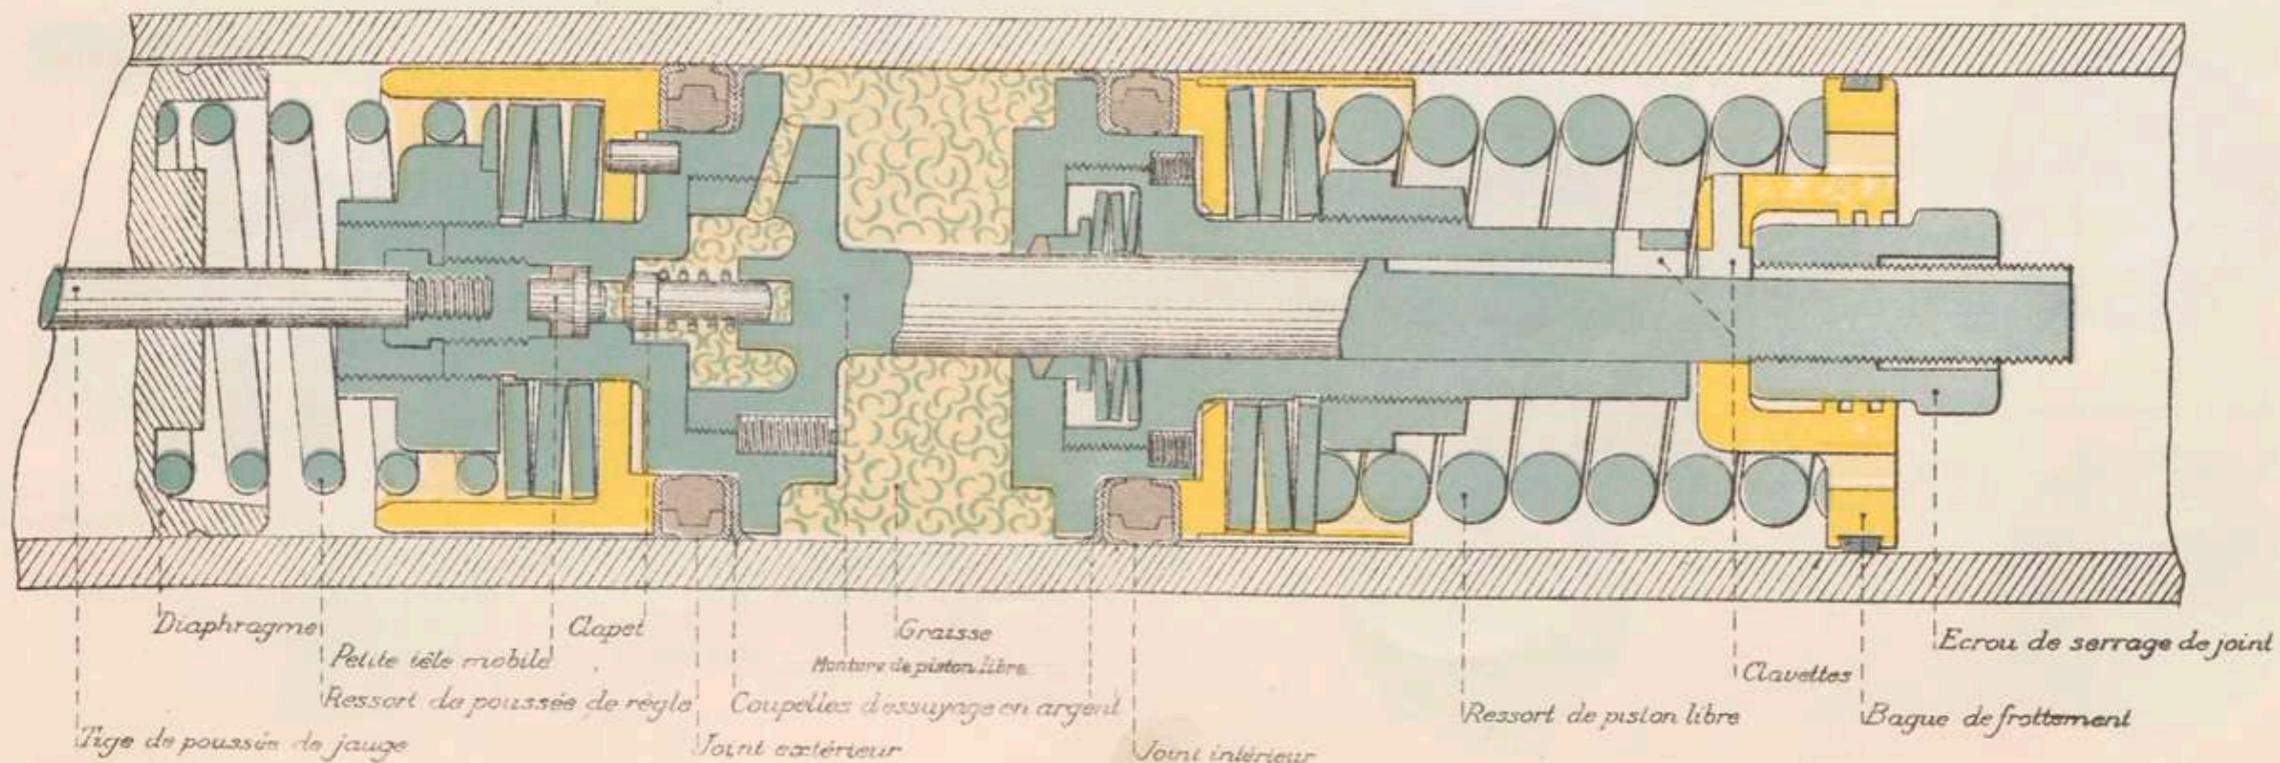 Diaphragme
Clapet
Graisse
Ecrou de serrage de joint
Petite tête mobile
Monture de piston libre
Clavettes
Ressort de poussée de règle
Coupelles d'essuyage en argent
Ressort de piston libre
Bague de frottement
Tige de poussée de jauge
Joint extérieur
Joint intérieur